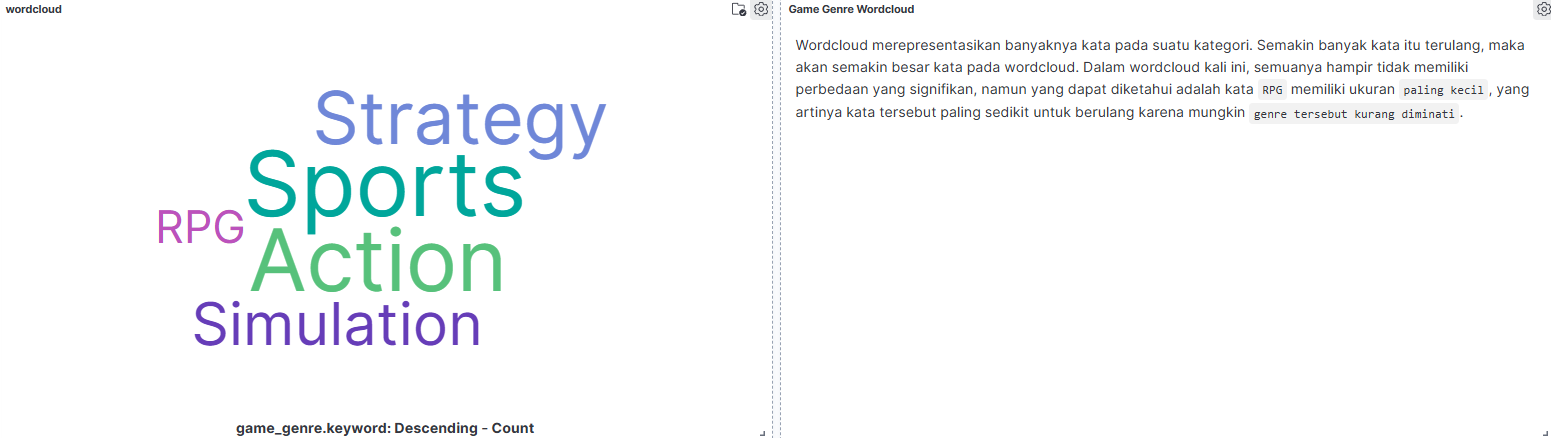 wordcloud
Strategy
Sports
RPG
Action
Simulation
game_genre.keyword: Descending - Count
Game Genre Wordcloud
Wordcloud merepresentasikan banyaknya kata pada suatu kategori. Semakin banyak kata itu terulang, maka
akan semakin besar kata pada wordcloud. Dalam wordcloud kali ini, semuanya hampir tidak memiliki
perbedaan yang signifikan, namun yang dapat diketahui adalah kata RPG memiliki ukuran paling kecil, yang
artinya kata tersebut paling sedikit untuk berulang karena mungkin genre tersebut kurang diminati.